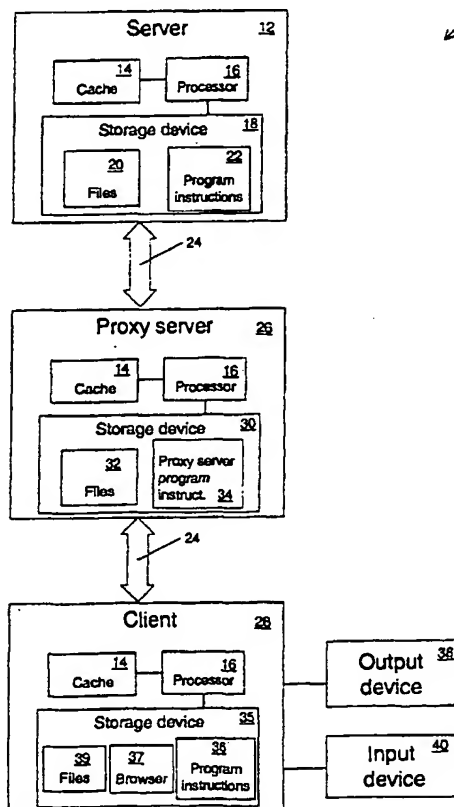 Server 12
14 Cache
16 Processor
Storage device 18
20 Files
22 Program instructions
24
Proxy server 26
14 Cache
16 Processor
Storage device 30
32 Files
Proxy server program instruct. 34
24
Client 28
14 Cache
16 Processor
Storage device 35
39 Files
37 Browser
38 Program instructions
Output device 36
Input device 40